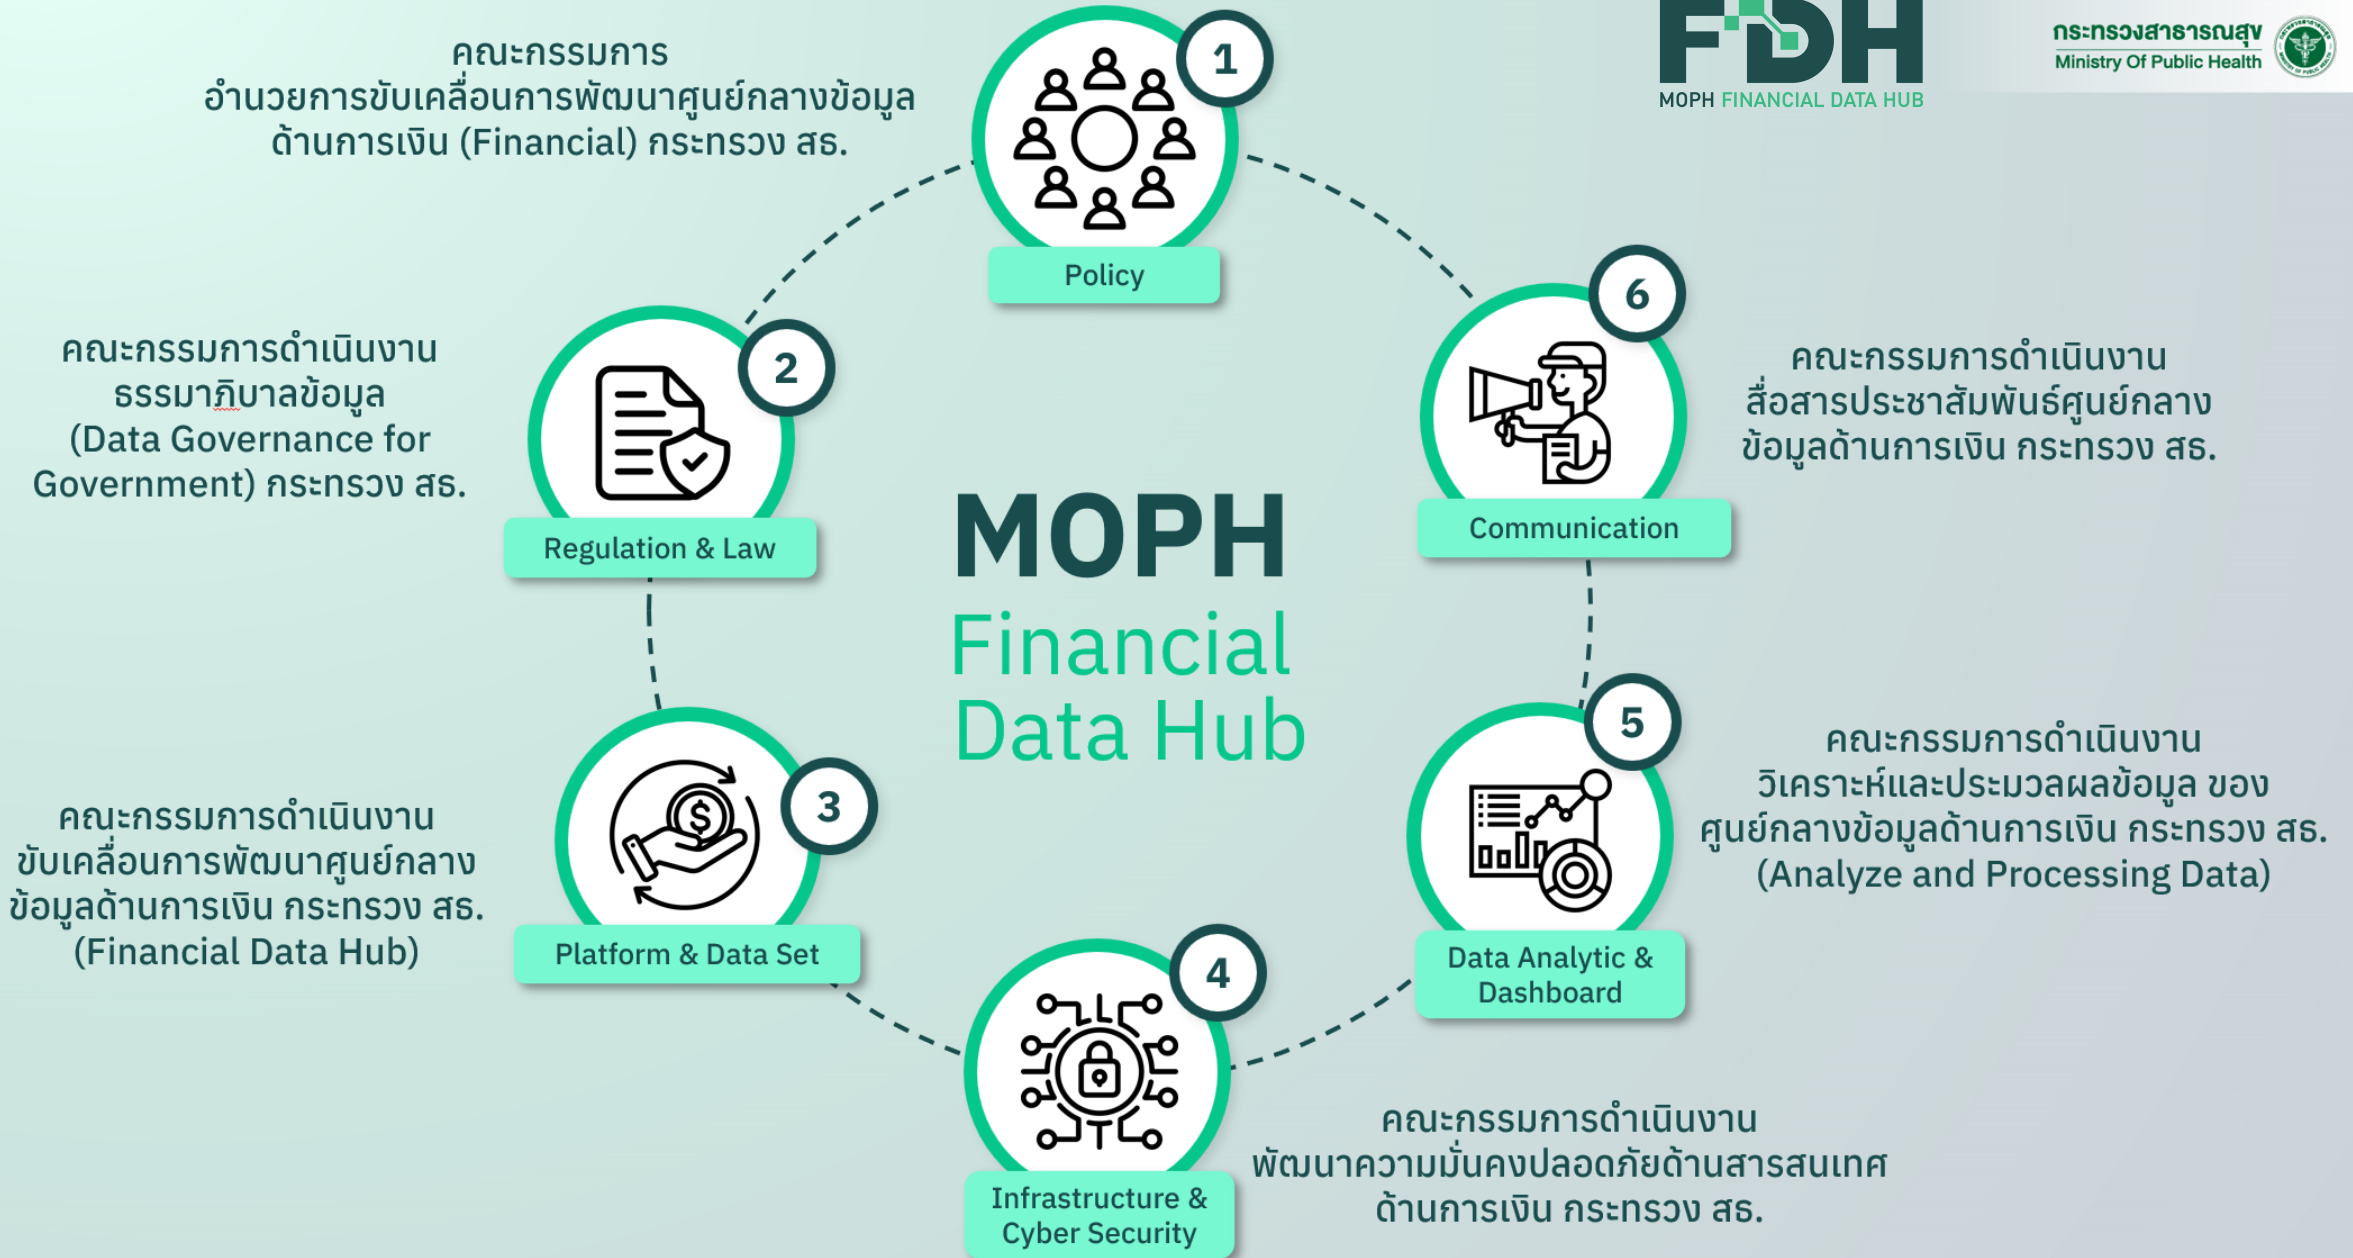 FDH
MOPH FINANCIAL DATA HUB
กระทรวงสาธารณสุข
Ministry Of Public Health
1
คณะกรรมการ
อำนวยการขับเคลื่อนการพัฒนาศูนย์กลางข้อมูล
ด้านการเงิน (Financial) กระทรวง สธ.
Policy
2
คณะกรรมการดำเนินงาน
ธรรมาภิบาลข้อมูล
(Data Governance for
Government) กระทรวง สธ.
Regulation & Law
6
คณะกรรมการดำเนินงาน
สื่อสารประชาสัมพันธ์ศูนย์กลาง
ข้อมูลด้านการเงิน กระทรวง สธ.
Communication
MOPH
Financial
Data Hub
3
คณะกรรมการดำเนินงาน
ขับเคลื่อนการพัฒนาศูนย์กลาง
ข้อมูลด้านการเงิน กระทรวง สธ.
(Financial Data Hub)
Platform & Data Set
5
คณะกรรมการดำเนินงาน
วิเคราะห์และประมวลผลข้อมูล ของ
ศูนย์กลางข้อมูลด้านการเงิน กระทรวง สธ.
(Analyze and Processing Data)
Data Analytic &
Dashboard
4
คณะกรรมการดำเนินงาน
พัฒนาความมั่นคงปลอดภัยด้านสารสนเทศ
ด้านการเงิน กระทรวง สธ.
Infrastructure &
Cyber Security